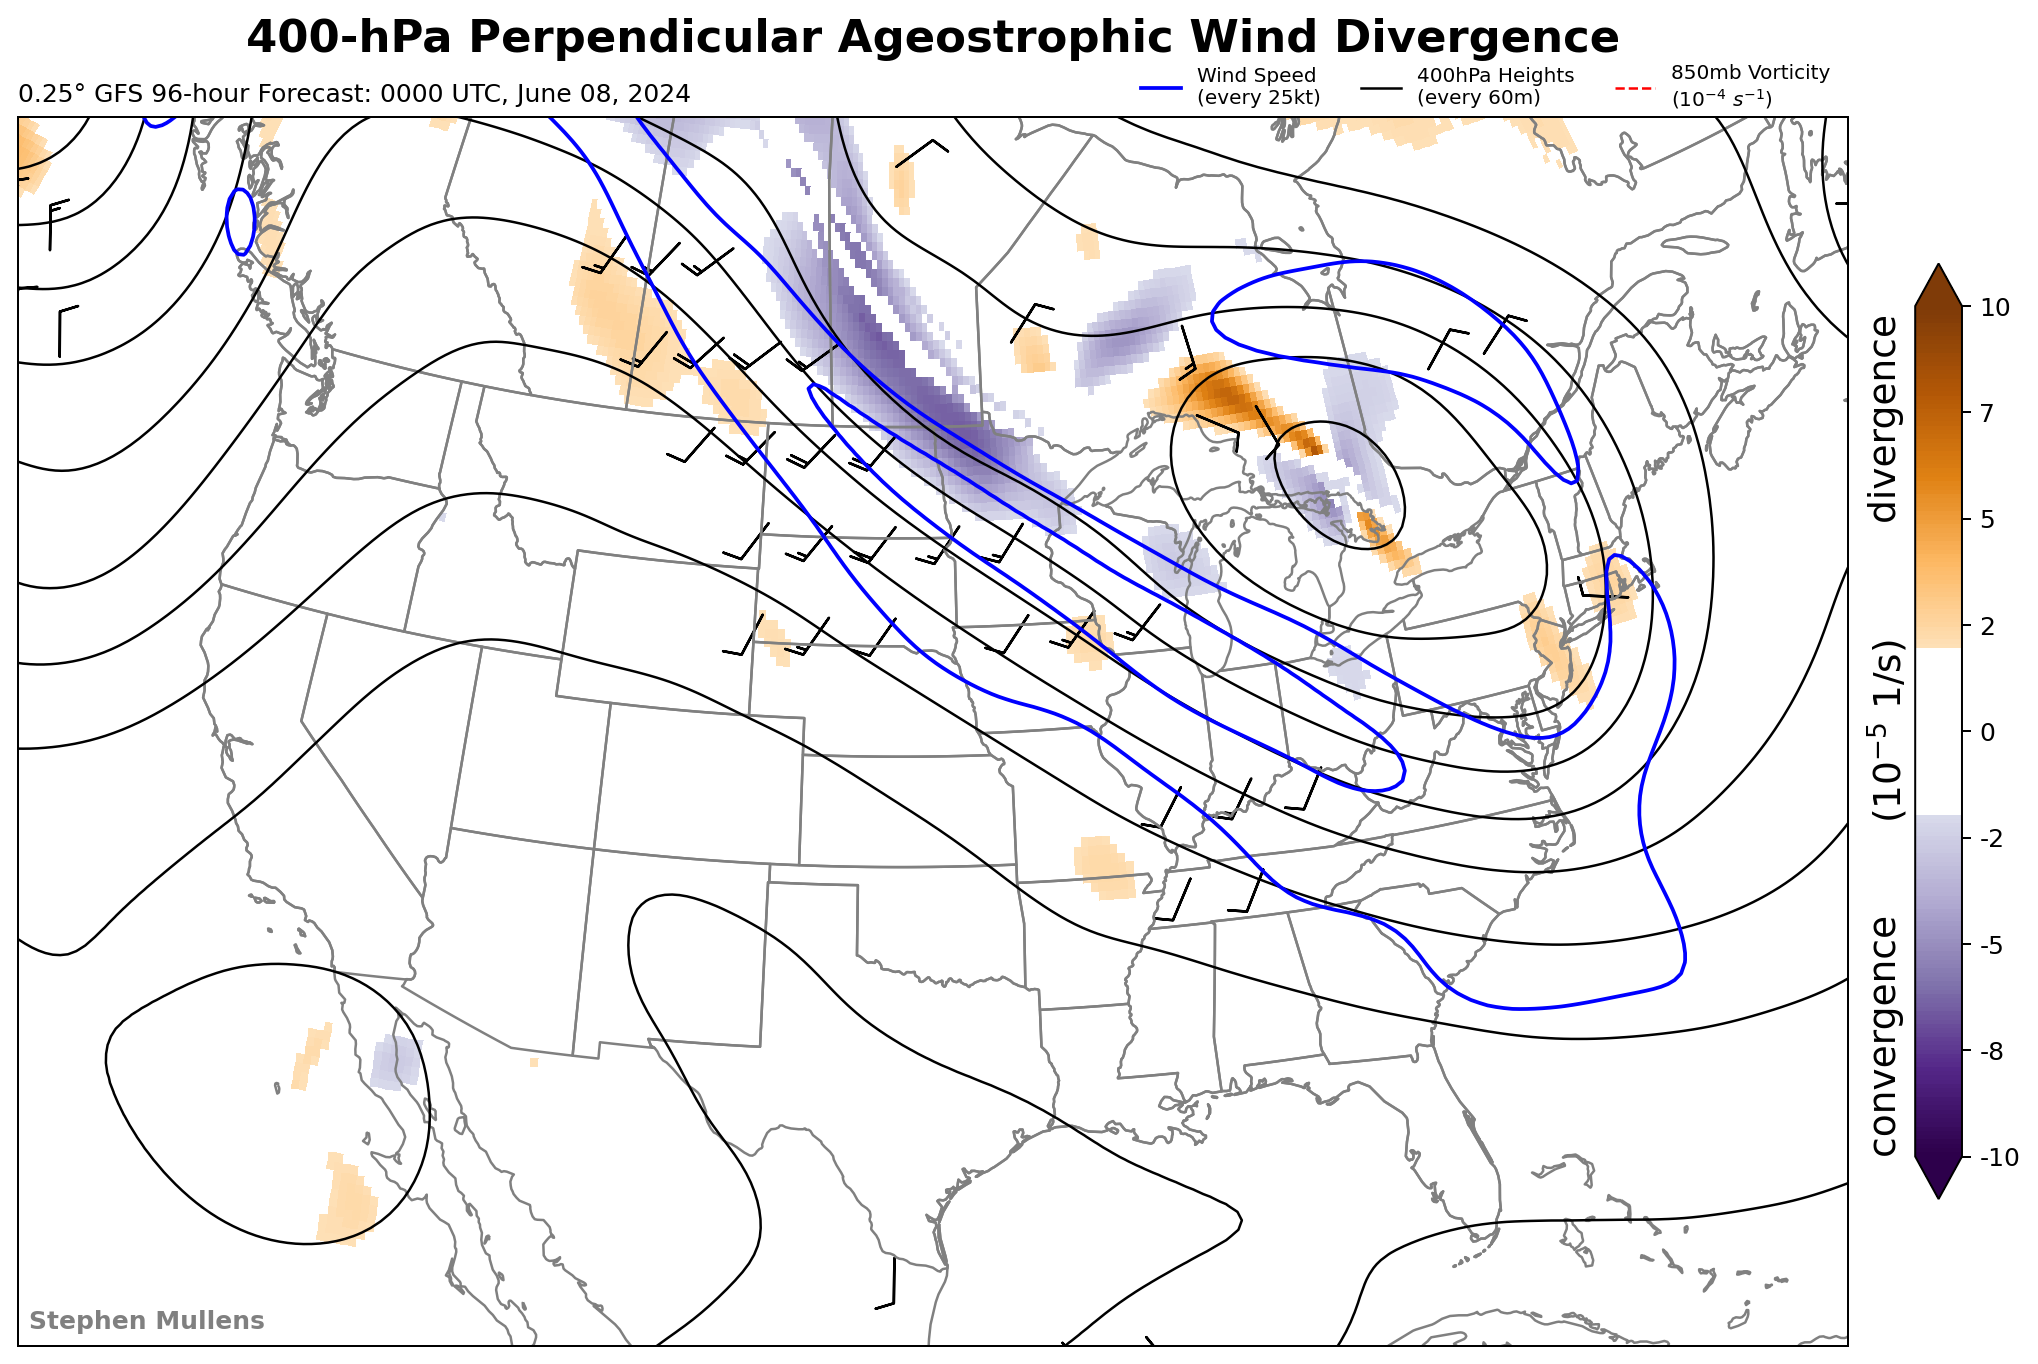 400-hPa Perpendicular Ageostrophic Wind Divergence
0.25° GFS 96-hour Forecast: 0000 UTC, June 08, 2024
Wind Speed
(every 25kt)
400hPa Heights
(every 60m)
850mb Vorticity
(10⁻⁴ s⁻¹)
10
7
5
2
0
-2
-5
-8
-10
convergence (10⁻⁵ 1/s) divergence
Stephen Mullens